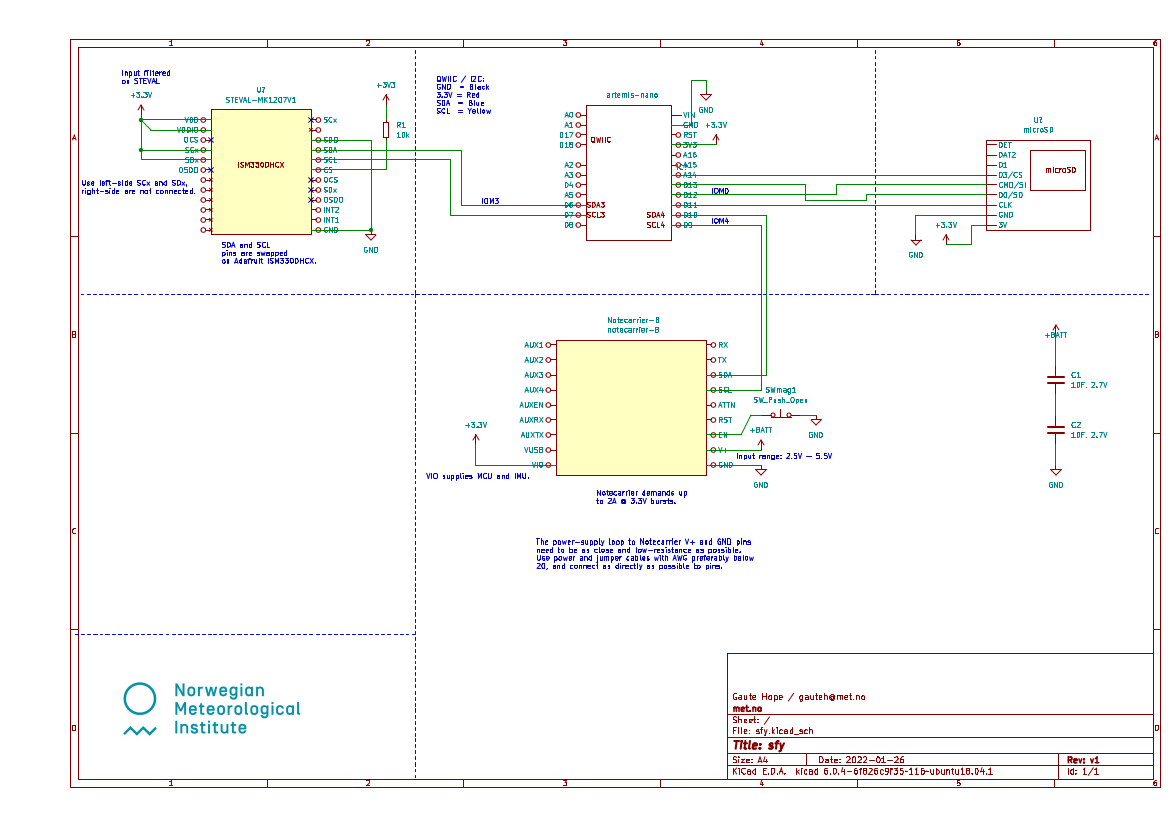 1 2 3 4 5 6
A
B
C
D
Input filtered
on STEVAL
+3.3V
U?
STEVAL-MK1207V1
ISM330DHCX
VDD
VDDIO
OCS
SCx
SDx
OSDO
SCx
SDO
SDA
SCL
CS
OCS
SDx
OSDO
INT2
INT1
GND
+3V3
R1
10k
GND
Use left-side SCx and SDx,
right-side are not connected.
SDA and SCL
pins are swapped
on Adafruit ISM330DHCX.
QWIIC / I2C:
GND = Black
3.3V = Red
SDA = Blue
SCL = Yellow
IOM3
artemis-nano
QWIIC
A0
A1
D17
D18
A2
A3
D4
A5
D6
D7
D8
SDA3
SCL3
SDA4
SCL4
VIN
GND
RST
3V3
A16
A15
A14
D13
D12
D11
D10
D9
GND
+3.3V
IOM0
IOM4
U?
microSD
microSD
DET
DAT2
D1
D3/CS
CMD/SI
D0/SO
CLK
GND
3V
+3.3V
GND
Notecarrier-B
notecarrier-B
AUX1
AUX2
AUX3
AUX4
AUXEN
AUXRX
AUXTX
VUSB
VIO
RX
TX
SDA
SCL
ATTN
RST
EN
V+
GND
SWmag1
SW_Push_Open
GND
+BATT
Input range: 2.5V – 5.5V
GND
+3.3V
VIO supplies MCU and IMU.
Notecarrier demands up
to 2A @ 3.3V bursts.
The power-supply loop to Notecarrier V+ and GND pins
need to be as close and low-resistance as possible.
Use power and jumper cables with AWG preferably below
20, and connect as directly as possible to pins.
+BATT
C1
10F, 2.7V
C2
10F, 2.7V
GND
Norwegian
Meteorological
Institute
Gaute Hope / gauteh@met.no
met.no
Sheet: /
File: sfy.kicad_sch
Title: sfy
Size: A4 Date: 2022-01-26 Rev: v1
KiCad E.D.A. kicad 6.0.4-6f826c9f35-116~ubuntu18.04.1 Id: 1/1
1 2 3 4 5 6
A
B
C
D